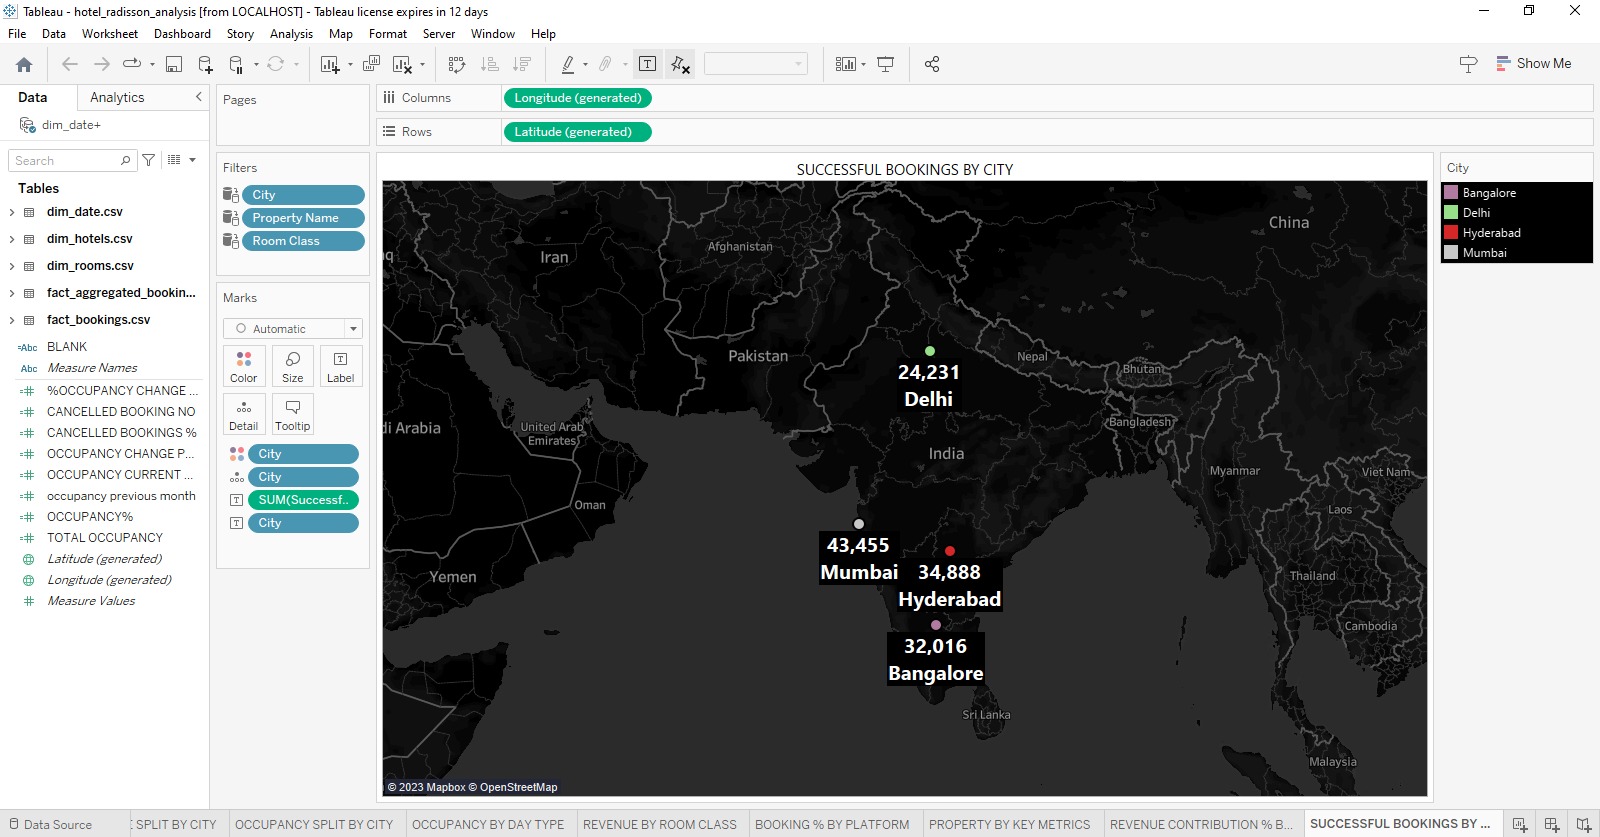 Tableau - hotel_radisson_analysis [from LOCALHOST] - Tableau license expires in 12 days
File Data Worksheet Dashboard Story Analysis Map Format Server Window Help
Show Me
Data Analytics
dim_date+
Search
Tables
dim_date.csv
dim_hotels.csv
dim_rooms.csv
fact_aggregated_bookin...
fact_bookings.csv
BLANK
Measure Names
%OCCUPANCY CHANGE ...
CANCELLED BOOKING NO
CANCELLED BOOKINGS %
OCCUPANCY CHANGE P...
OCCUPANCY CURRENT ...
occupancy previous month
OCCUPANCY%
TOTAL OCCUPANCY
Latitude (generated)
Longitude (generated)
Measure Values
Pages
Filters
City
Property Name
Room Class
Marks
Automatic
Color Size Label
Detail Tooltip
City
City
SUM(Successf..
City
Columns Longitude (generated)
Rows Latitude (generated)
SUCCESSFUL BOOKINGS BY CITY
China
Afghanistan
Iran
Pakistan
Nepal
Bhutan
24,231
Delhi
Bangladesh
di Arabia
United Arab
Emirates
India
Myanmar
Viet Nam
Oman
Laos
43,455
Mumbai
34,888
Hyderabad
Yemen
Thailand
Cambodia
32,016
Bangalore
Sri Lanka
Malaysia
© 2023 Mapbox © OpenStreetMap
City
Bangalore
Delhi
Hyderabad
Mumbai
Data Source
SPLIT BY CITY
OCCUPANCY SPLIT BY CITY
OCCUPANCY BY DAY TYPE
REVENUE BY ROOM CLASS
BOOKING % BY PLATFORM
PROPERTY BY KEY METRICS
REVENUE CONTRIBUTION % B...
SUCCESSFUL BOOKINGS BY ...